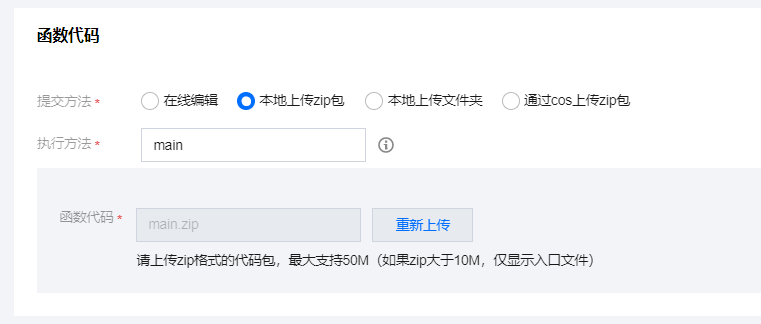 函数代码
提交方法 * 在线编辑 本地上传zip包 本地上传文件夹 通过cos上传zip包
执行方法 * main
函数代码 * main.zip 重新上传
请上传zip格式的代码包，最大支持50M（如果zip大于10M，仅显示入口文件）